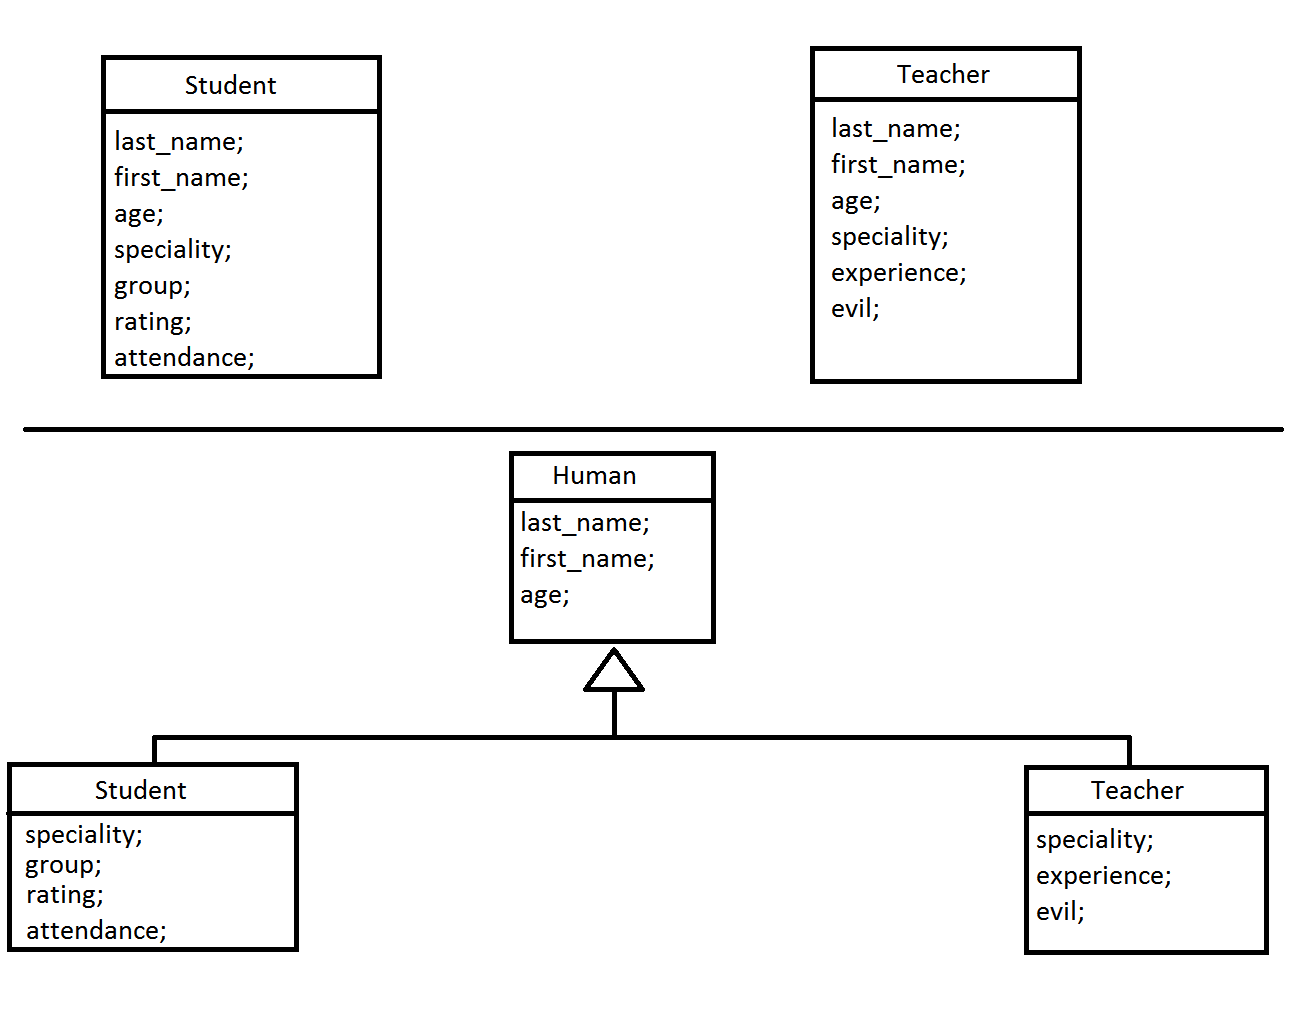 Student
last_name;
first_name;
age;
speciality;
group;
rating;
attendance;
Teacher
last_name;
first_name;
age;
speciality;
experience;
evil;
Human
last_name;
first_name;
age;
Student
speciality;
group;
rating;
attendance;
Teacher
speciality;
experience;
evil;